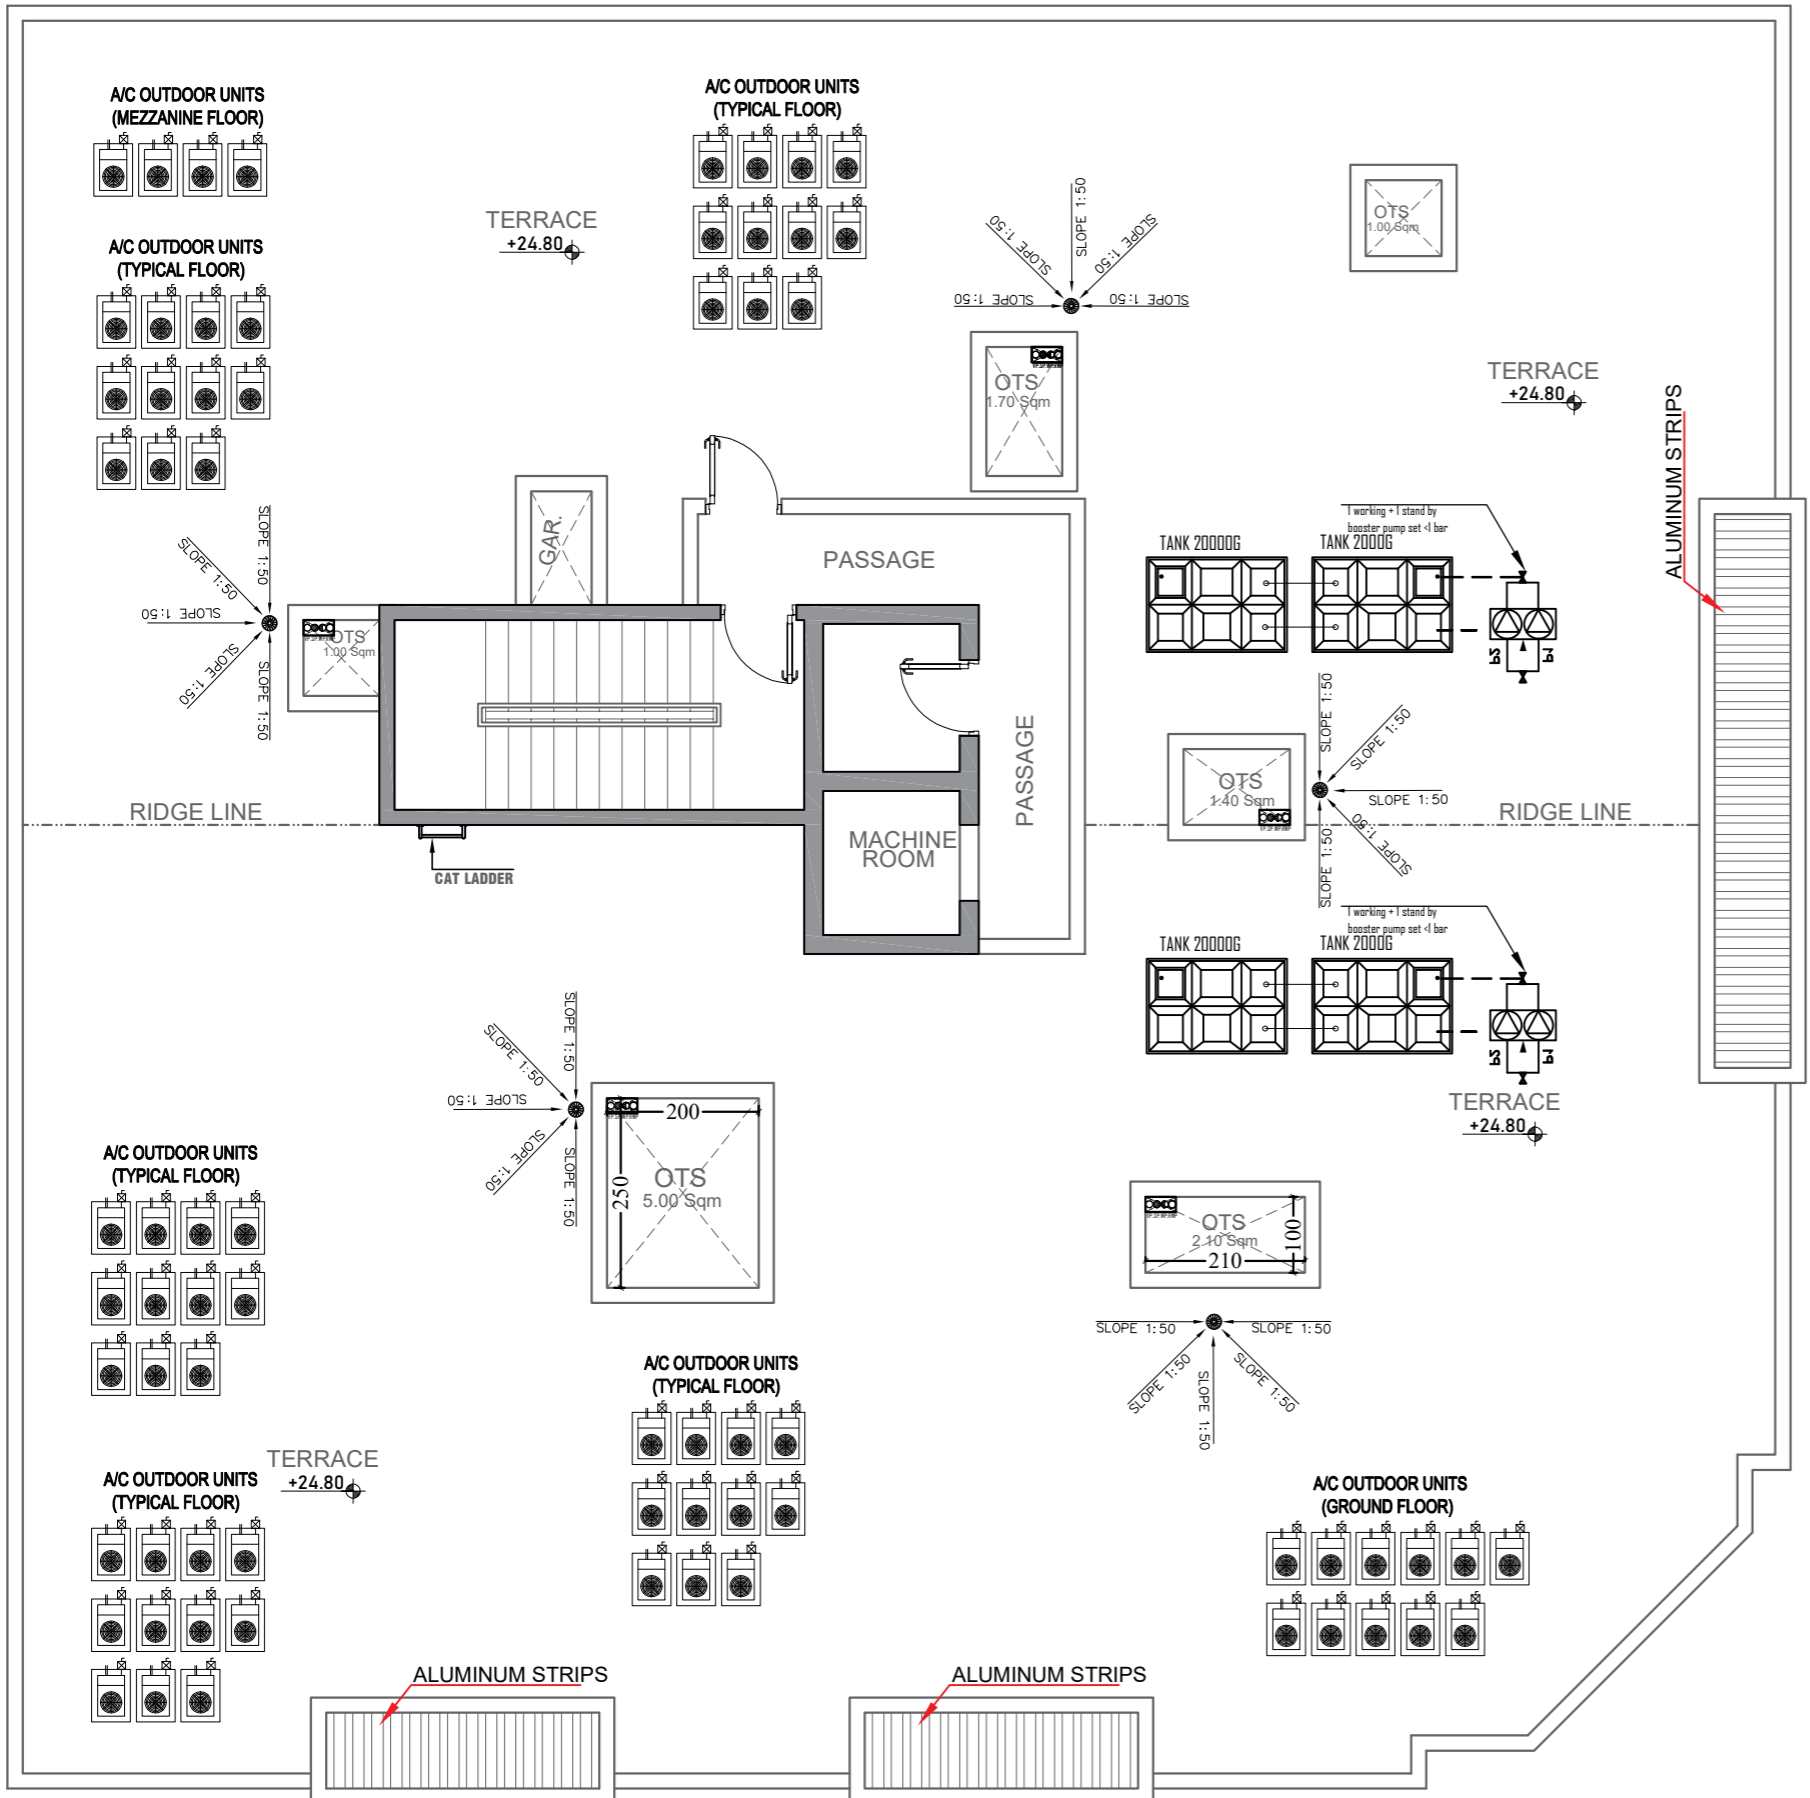 A/C OUTDOOR UNITS
(MEZZANINE FLOOR)
A/C OUTDOOR UNITS
(TYPICAL FLOOR)
TERRACE
+24.80
A/C OUTDOOR UNITS
(TYPICAL FLOOR)
SLOPE 1:50
SLOPE 1:50
SLOPE 1:50
SLOPE 1:50
SLOPE 1:50
OTS
1.00 Sqm
OTS
1.70 Sqm
TERRACE
+24.80
ALUMINUM STRIPS
GAR.
PASSAGE
1 working + 1 stand by
booster pump set <1 bar
TANK 20000G
TANK 2000G
P2
P1
SLOPE 1:50
SLOPE 1:50
SLOPE 1:50
SLOPE 1:50
SLOPE 1:50
OTS
1.00 Sqm
PASSAGE
SLOPE 1:50
SLOPE 1:50
SLOPE 1:50
SLOPE 1:50
SLOPE 1:50
OTS
1.40 Sqm
RIDGE LINE
RIDGE LINE
MACHINE
ROOM
CAT LADDER
1 working + 1 stand by
booster pump set <1 bar
TANK 20000G
TANK 2000G
P2
P1
TERRACE
+24.80
SLOPE 1:50
SLOPE 1:50
SLOPE 1:50
SLOPE 1:50
SLOPE 1:50
200
250
OTS
5.00 Sqm
A/C OUTDOOR UNITS
(TYPICAL FLOOR)
OTS
2.10 Sqm
210
100
SLOPE 1:50
SLOPE 1:50
SLOPE 1:50
SLOPE 1:50
SLOPE 1:50
A/C OUTDOOR UNITS
(TYPICAL FLOOR)
TERRACE
+24.80
A/C OUTDOOR UNITS
(TYPICAL FLOOR)
A/C OUTDOOR UNITS
(GROUND FLOOR)
ALUMINUM STRIPS
ALUMINUM STRIPS